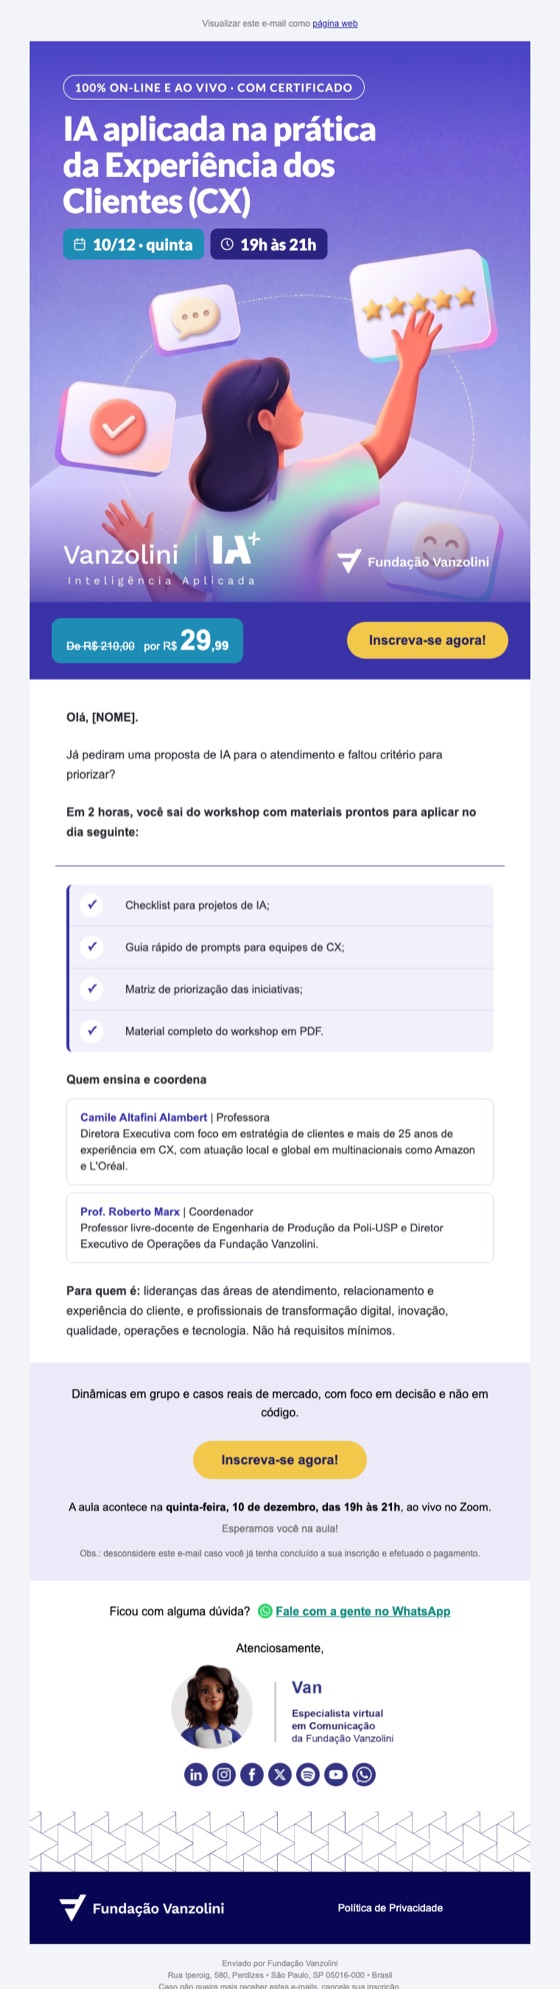 Visualizar este e-mail como página web
100% ON-LINE E AO VIVO · COM CERTIFICADO
IA aplicada na prática
da Experiência dos
Clientes (CX)
10/12 · quinta
19h às 21h
Vanzolini | IA+
Inteligência Aplicada
Fundação Vanzolini
De R$ 210,00 por R$ 29,99
Inscreva-se agora!
Olá, [NOME].
Já pediram uma proposta de IA para o atendimento e faltou critério para
priorizar?
Em 2 horas, você sai do workshop com materiais prontos para aplicar no
dia seguinte:
Checklist para projetos de IA;
Guia rápido de prompts para equipes de CX;
Matriz de priorização das iniciativas;
Material completo do workshop em PDF.
Quem ensina e coordena
Camile Altafini Alambert | Professora
Diretora Executiva com foco em estratégia de clientes e mais de 25 anos de
experiência em CX, com atuação local e global em multinacionais como Amazon
e L'Oréal.
Prof. Roberto Marx | Coordenador
Professor livre-docente de Engenharia de Produção da Poli-USP e Diretor
Executivo de Operações da Fundação Vanzolini.
Para quem é: lideranças das áreas de atendimento, relacionamento e
experiência do cliente, e profissionais de transformação digital, inovação,
qualidade, operações e tecnologia. Não há requisitos mínimos.
Dinâmicas em grupo e casos reais de mercado, com foco em decisão e não em
código.
Inscreva-se agora!
A aula acontece na quinta-feira, 10 de dezembro, das 19h às 21h, ao vivo no Zoom.
Esperamos você na aula!
Obs.: desconsidere este e-mail caso você já tenha concluído a sua inscrição e efetuado o pagamento.
Ficou com alguma dúvida? Fale com a gente no WhatsApp
Atenciosamente,
Van
Especialista virtual
em Comunicação
da Fundação Vanzolini
Fundação Vanzolini
Política de Privacidade
Enviado por Fundação Vanzolini
Rua Iperoig, 580, Perdizes • São Paulo, SP 05016-000 • Brasil
Caso não queira mais receber estes e-mails, cancele sua inscrição